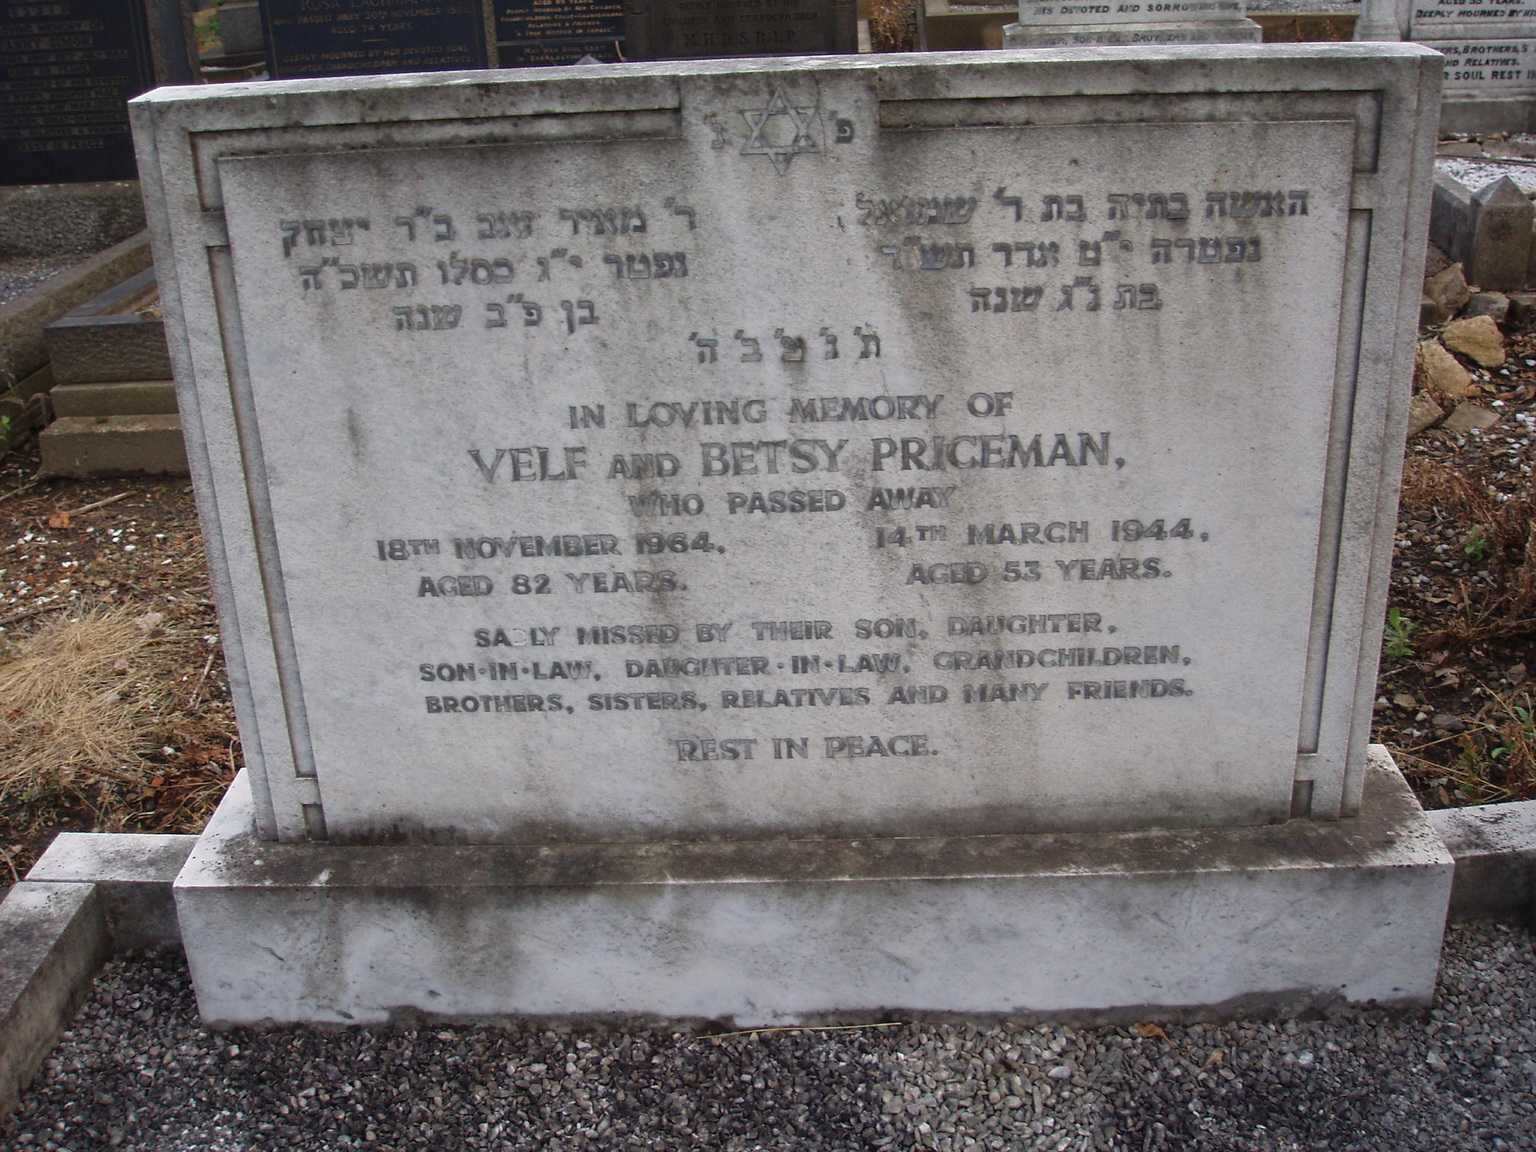 פ נ
האשה בתיה בת ר' שמואל
נפטרה י"ט אדר תש"ד
בת נ"ג שנה
ר' מאיר זאב ב"ר יצחק
נפטר י"ג כסלו תשכ"ה
בן פ"ב שנה
ת' נ' צ' ב' ה'
IN LOVING MEMORY OF
VELF AND BETSY PRICEMAN,
WHO PASSED AWAY
18TH NOVEMBER 1964,
AGED 82 YEARS.
14TH MARCH 1944,
AGED 53 YEARS.
SADLY MISSED BY THEIR SON, DAUGHTER,
SON-IN-LAW, DAUGHTER-IN-LAW, GRANDCHILDREN,
BROTHERS, SISTERS, RELATIVES AND MANY FRIENDS.
REST IN PEACE.